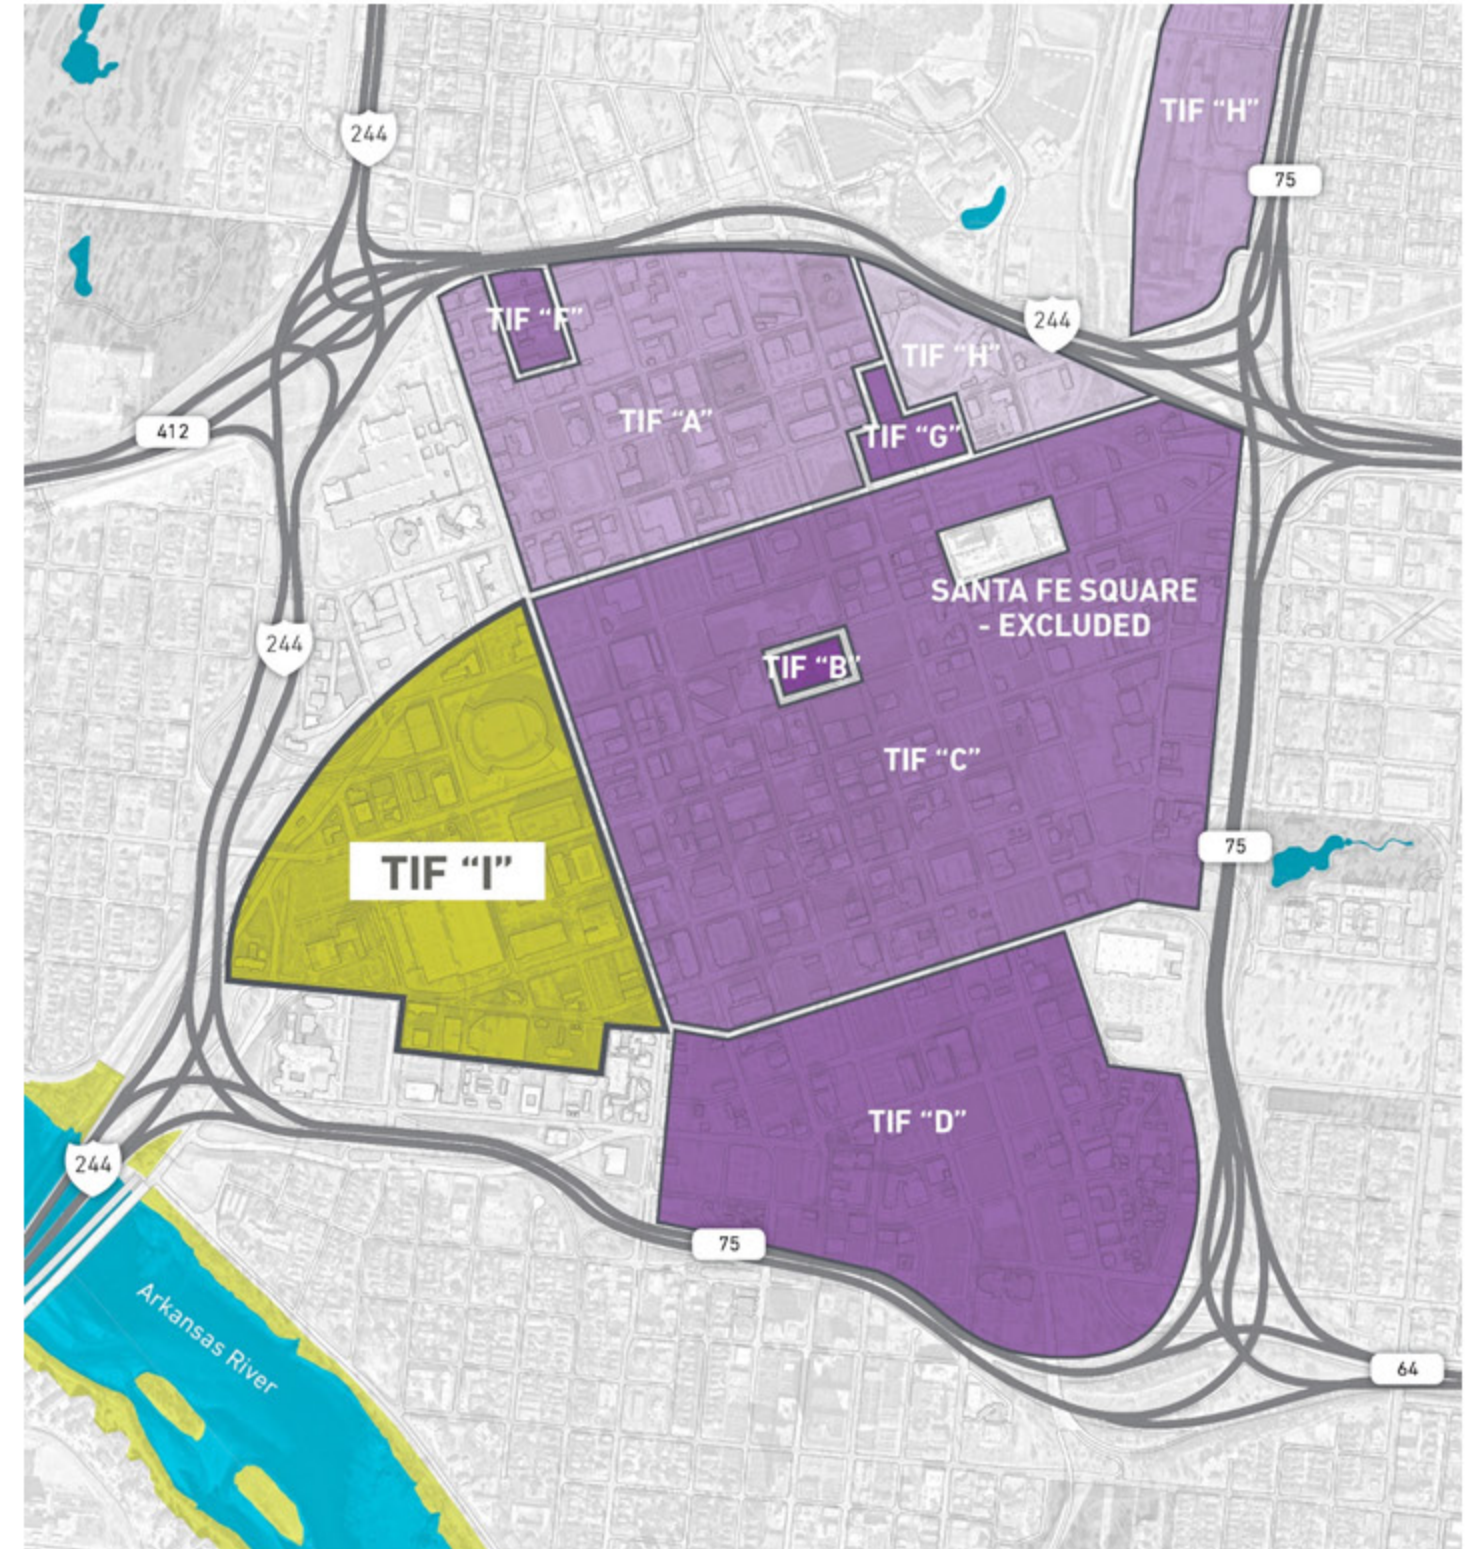 TIF “H”
244
75
TIF “F”
244
TIF “H”
TIF “A”
412
TIF “G”
SANTA FE SQUARE
- EXCLUDED
244
TIF “B”
TIF “C”
75
TIF “I”
TIF “D”
244
75
Arkansas River
64